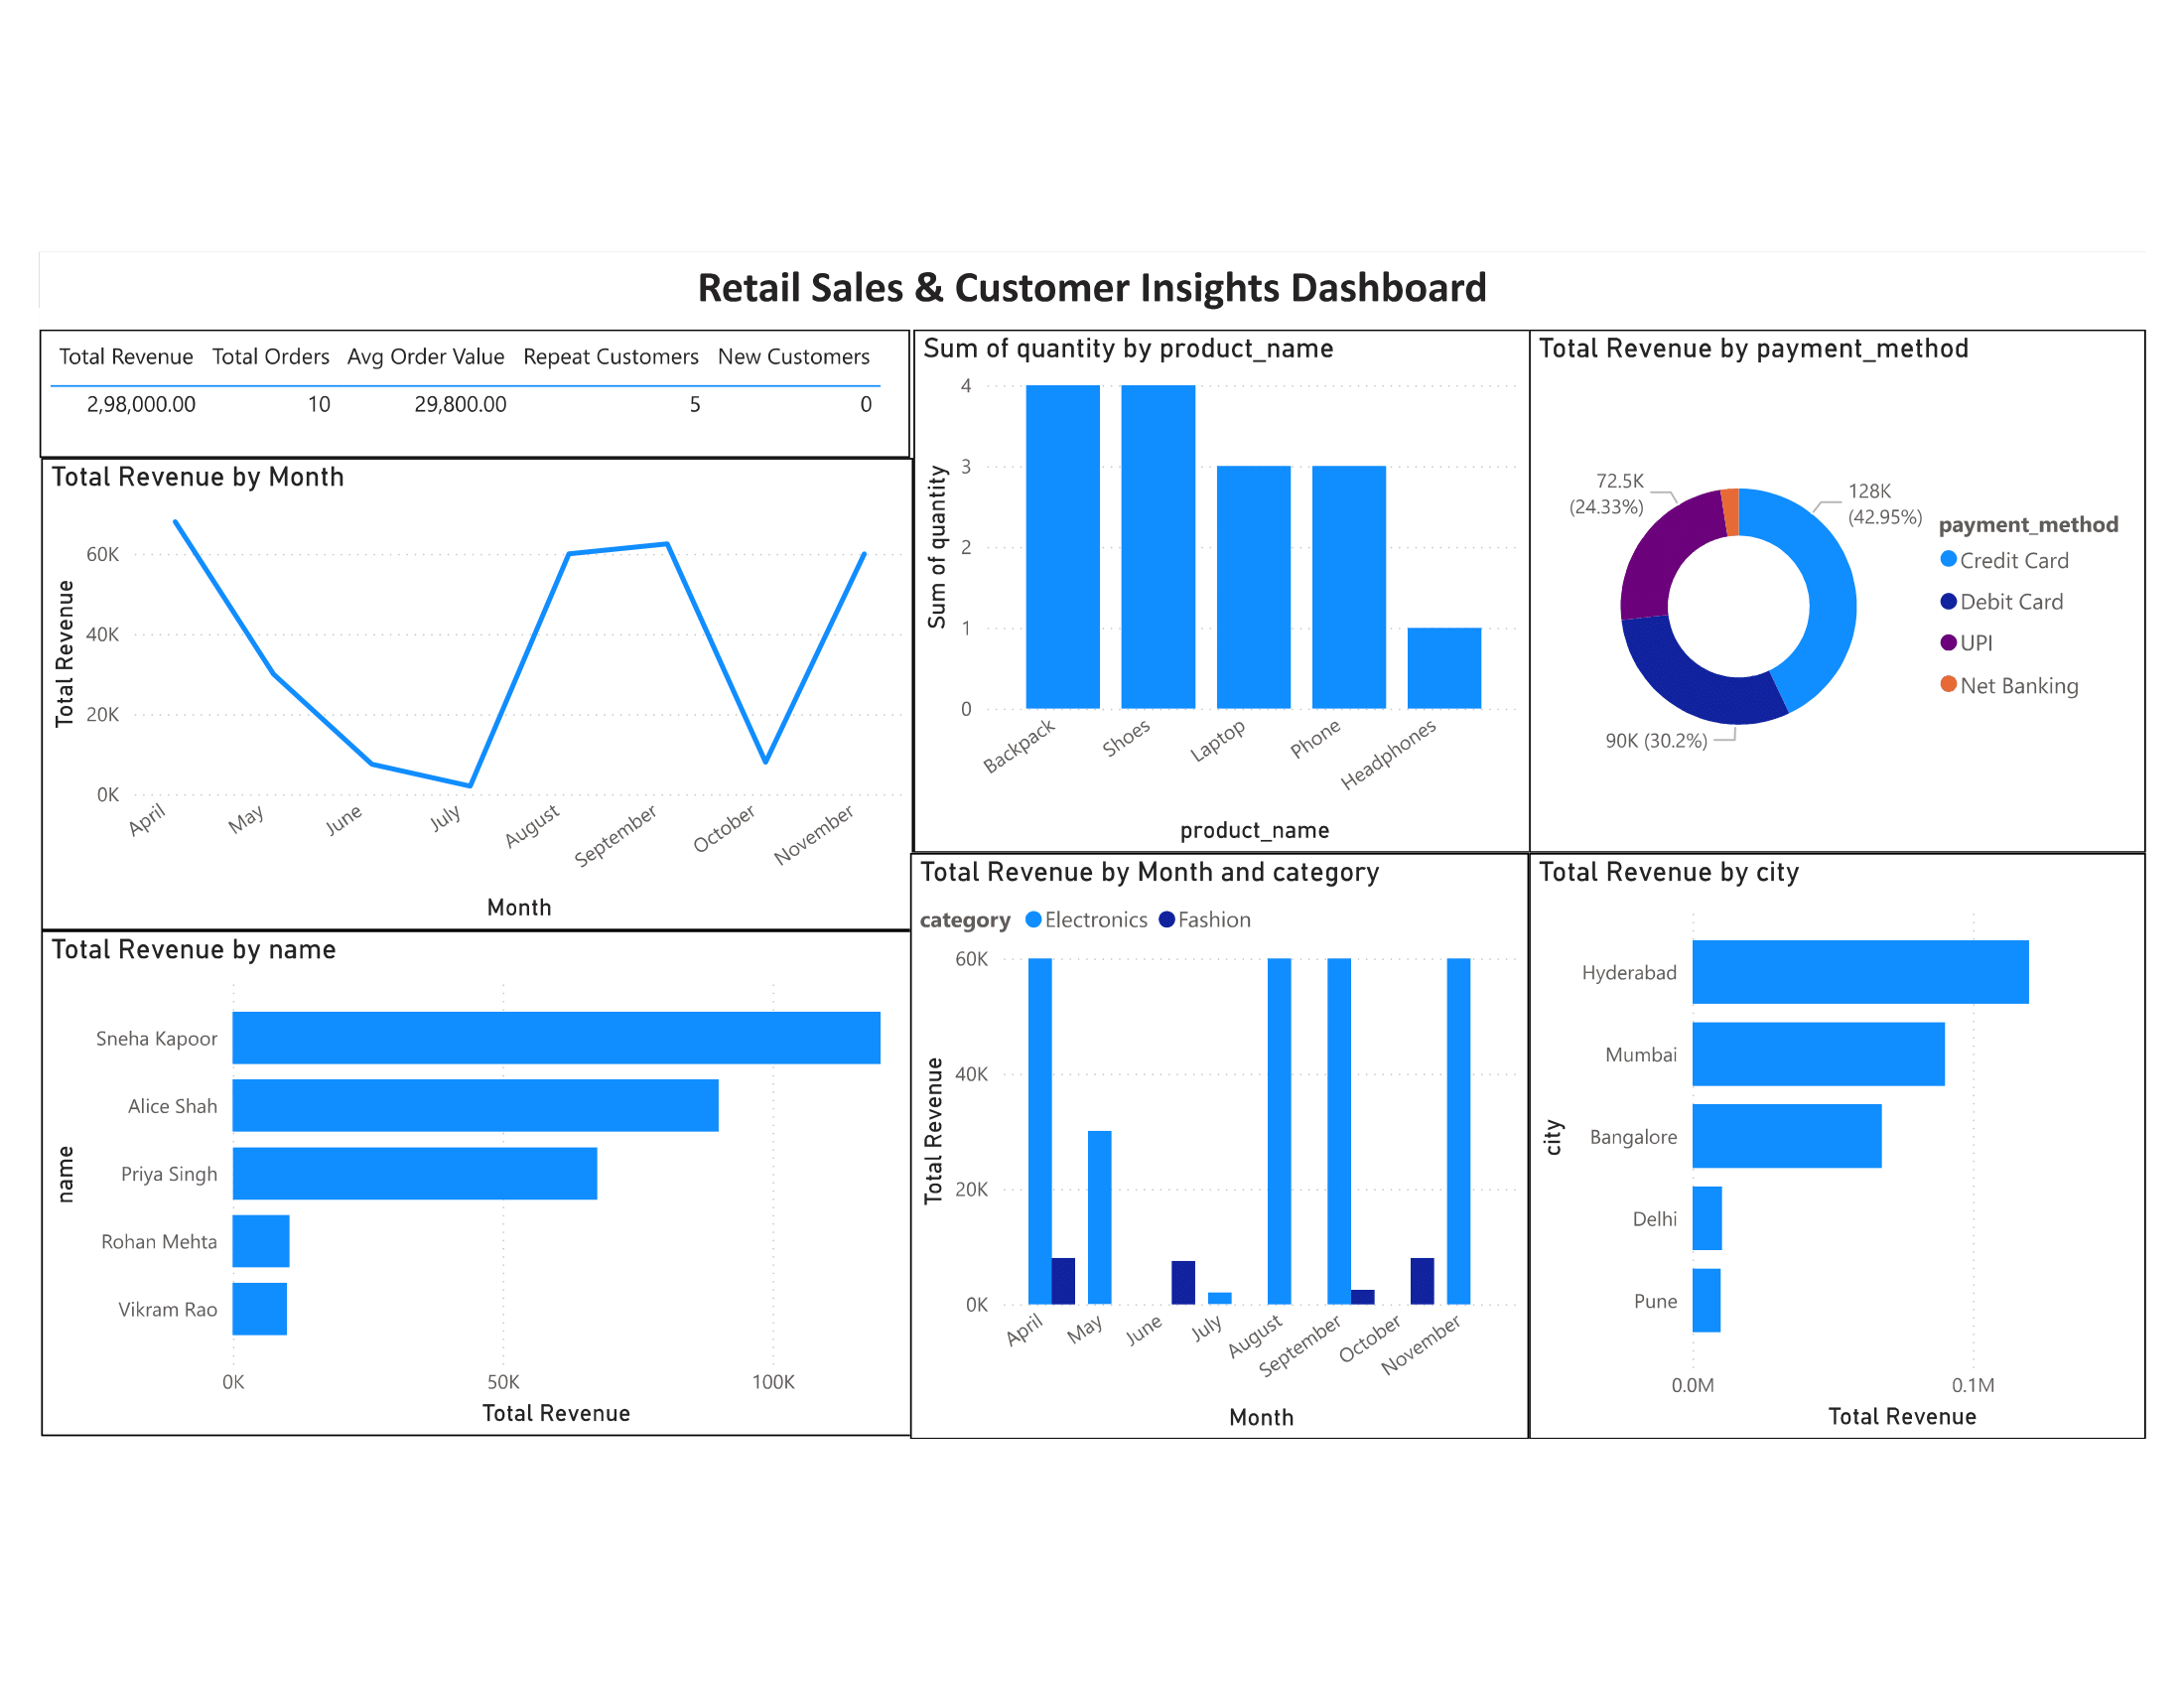 Retail Sales & Customer Insights Dashboard
Total Revenue Total Orders Avg Order Value Repeat Customers New Customers
2,98,000.00 10 29,800.00 5 0
Total Revenue by Month
Total Revenue
60K
40K
20K
0K
April May June July August September October November
Month
Total Revenue by name
name
Sneha Kapoor
Alice Shah
Priya Singh
Rohan Mehta
Vikram Rao
0K 50K 100K
Total Revenue
Sum of quantity by product_name
Sum of quantity
4
3
2
1
0
Backpack Shoes Laptop Phone Headphones
product_name
Total Revenue by payment_method
72.5K
(24.33%)
128K
(42.95%)
90K (30.2%)
payment_method
Credit Card
Debit Card
UPI
Net Banking
Total Revenue by Month and category
category Electronics Fashion
Total Revenue
60K
40K
20K
0K
April May June July August September October November
Month
Total Revenue by city
city
Hyderabad
Mumbai
Bangalore
Delhi
Pune
0.0M 0.1M
Total Revenue